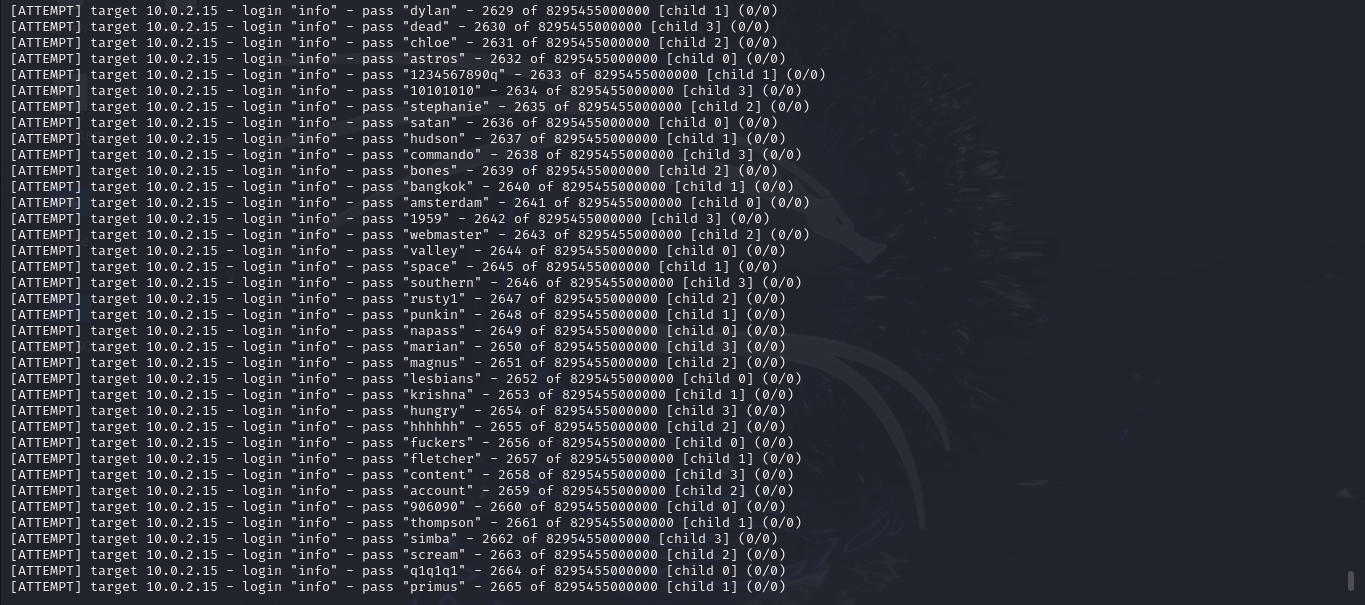 [ATTEMPT] target 10.0.2.15 - login "info" - pass "dylan" - 2629 of 8295455000000 [child 1] (0/0)
[ATTEMPT] target 10.0.2.15 - login "info" - pass "dead" - 2630 of 8295455000000 [child 3] (0/0)
[ATTEMPT] target 10.0.2.15 - login "info" - pass "chloe" - 2631 of 8295455000000 [child 2] (0/0)
[ATTEMPT] target 10.0.2.15 - login "info" - pass "astros" - 2632 of 8295455000000 [child 0] (0/0)
[ATTEMPT] target 10.0.2.15 - login "info" - pass "1234567890q" - 2633 of 8295455000000 [child 1] (0/0)
[ATTEMPT] target 10.0.2.15 - login "info" - pass "10101010" - 2634 of 8295455000000 [child 3] (0/0)
[ATTEMPT] target 10.0.2.15 - login "info" - pass "stephanie" - 2635 of 8295455000000 [child 2] (0/0)
[ATTEMPT] target 10.0.2.15 - login "info" - pass "satan" - 2636 of 8295455000000 [child 0] (0/0)
[ATTEMPT] target 10.0.2.15 - login "info" - pass "hudson" - 2637 of 8295455000000 [child 1] (0/0)
[ATTEMPT] target 10.0.2.15 - login "info" - pass "commando" - 2638 of 8295455000000 [child 3] (0/0)
[ATTEMPT] target 10.0.2.15 - login "info" - pass "bones" - 2639 of 8295455000000 [child 2] (0/0)
[ATTEMPT] target 10.0.2.15 - login "info" - pass "bangkok" - 2640 of 8295455000000 [child 1] (0/0)
[ATTEMPT] target 10.0.2.15 - login "info" - pass "amsterdam" - 2641 of 8295455000000 [child 0] (0/0)
[ATTEMPT] target 10.0.2.15 - login "info" - pass "1959" - 2642 of 8295455000000 [child 3] (0/0)
[ATTEMPT] target 10.0.2.15 - login "info" - pass "webmaster" - 2643 of 8295455000000 [child 2] (0/0)
[ATTEMPT] target 10.0.2.15 - login "info" - pass "valley" - 2644 of 8295455000000 [child 0] (0/0)
[ATTEMPT] target 10.0.2.15 - login "info" - pass "space" - 2645 of 8295455000000 [child 1] (0/0)
[ATTEMPT] target 10.0.2.15 - login "info" - pass "southern" - 2646 of 8295455000000 [child 3] (0/0)
[ATTEMPT] target 10.0.2.15 - login "info" - pass "rusty1" - 2647 of 8295455000000 [child 2] (0/0)
[ATTEMPT] target 10.0.2.15 - login "info" - pass "punkin" - 2648 of 8295455000000 [child 1] (0/0)
[ATTEMPT] target 10.0.2.15 - login "info" - pass "napass" - 2649 of 8295455000000 [child 0] (0/0)
[ATTEMPT] target 10.0.2.15 - login "info" - pass "marian" - 2650 of 8295455000000 [child 3] (0/0)
[ATTEMPT] target 10.0.2.15 - login "info" - pass "magnus" - 2651 of 8295455000000 [child 2] (0/0)
[ATTEMPT] target 10.0.2.15 - login "info" - pass "lesbians" - 2652 of 8295455000000 [child 0] (0/0)
[ATTEMPT] target 10.0.2.15 - login "info" - pass "krishna" - 2653 of 8295455000000 [child 1] (0/0)
[ATTEMPT] target 10.0.2.15 - login "info" - pass "hungry" - 2654 of 8295455000000 [child 3] (0/0)
[ATTEMPT] target 10.0.2.15 - login "info" - pass "hhhhhh" - 2655 of 8295455000000 [child 2] (0/0)
[ATTEMPT] target 10.0.2.15 - login "info" - pass "fuckers" - 2656 of 8295455000000 [child 0] (0/0)
[ATTEMPT] target 10.0.2.15 - login "info" - pass "fletcher" - 2657 of 8295455000000 [child 1] (0/0)
[ATTEMPT] target 10.0.2.15 - login "info" - pass "content" - 2658 of 8295455000000 [child 3] (0/0)
[ATTEMPT] target 10.0.2.15 - login "info" - pass "account" - 2659 of 8295455000000 [child 2] (0/0)
[ATTEMPT] target 10.0.2.15 - login "info" - pass "906090" - 2660 of 8295455000000 [child 0] (0/0)
[ATTEMPT] target 10.0.2.15 - login "info" - pass "thompson" - 2661 of 8295455000000 [child 1] (0/0)
[ATTEMPT] target 10.0.2.15 - login "info" - pass "simba" - 2662 of 8295455000000 [child 3] (0/0)
[ATTEMPT] target 10.0.2.15 - login "info" - pass "scream" - 2663 of 8295455000000 [child 2] (0/0)
[ATTEMPT] target 10.0.2.15 - login "info" - pass "q1q1q1" - 2664 of 8295455000000 [child 0] (0/0)
[ATTEMPT] target 10.0.2.15 - login "info" - pass "primus" - 2665 of 8295455000000 [child 1] (0/0)